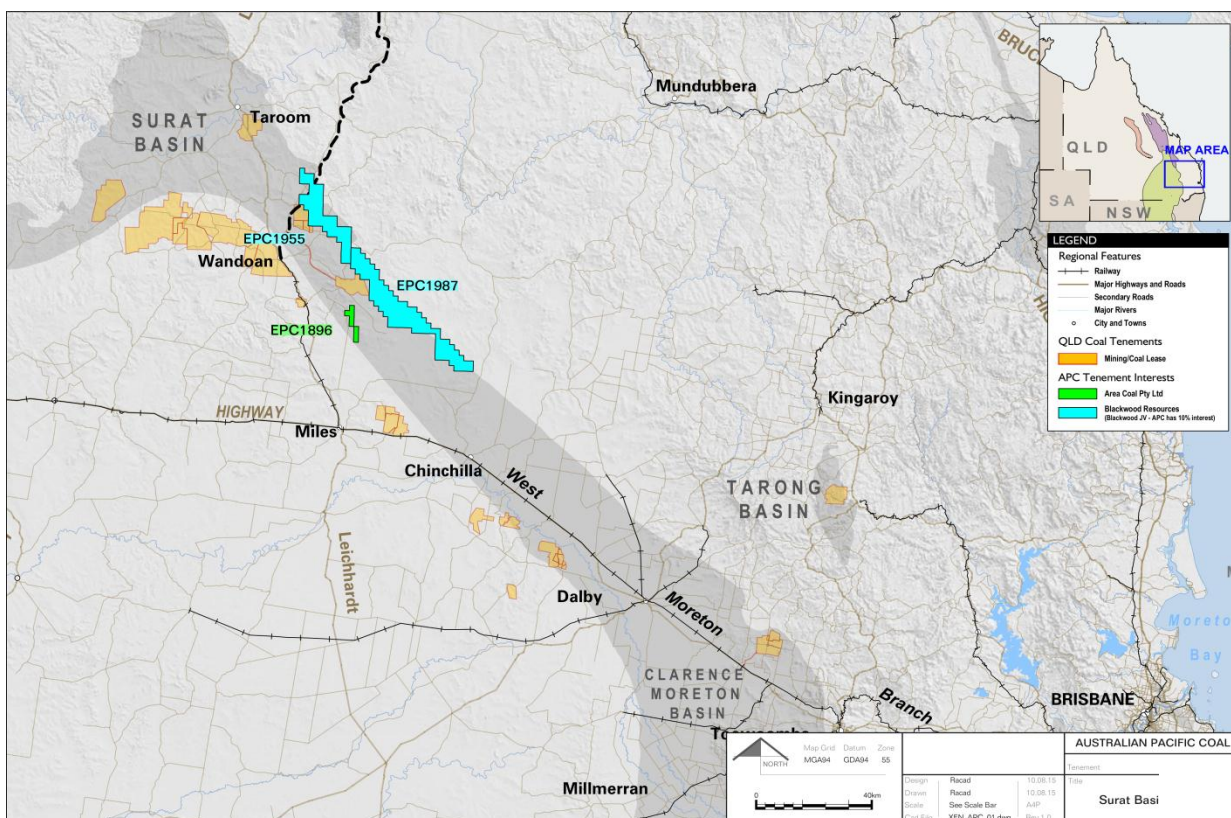 BRUC
Mundubbera
Taroom
SURAT
BASIN
QLD
MAP AREA
SA
NSW
EPC1955
Wandoan
EPC1987
EPC1896
LEGEND
Regional Features
Railway
Major Highways and Roads
Secondary Roads
Major Rivers
City and Towns
QLD Coal Tenements
Mining/Coal Lease
APC Tenement Interests
Area Coal Pty Ltd
Blackwood Resources
(Blackwood JV - APC has 10% interest)
HIGHWAY
Miles
Kingaroy
Chinchilla
West
TARONG
BASIN
Leichhardt
Dalby
Moreton
Moreto
Bay
CLARENCE
MORETON
BASIN
Branch
BRISBANE
Millmerran
NORTH
Map Grid Datum Zone
MGA94 GDA94 55
0 40km
Design Racad 10.08.15
Drawn Racad 10.08.15
Scale See Scale Bar A4P
AUSTRALIAN PACIFIC COAL
Tenement
Title
Surat Basi